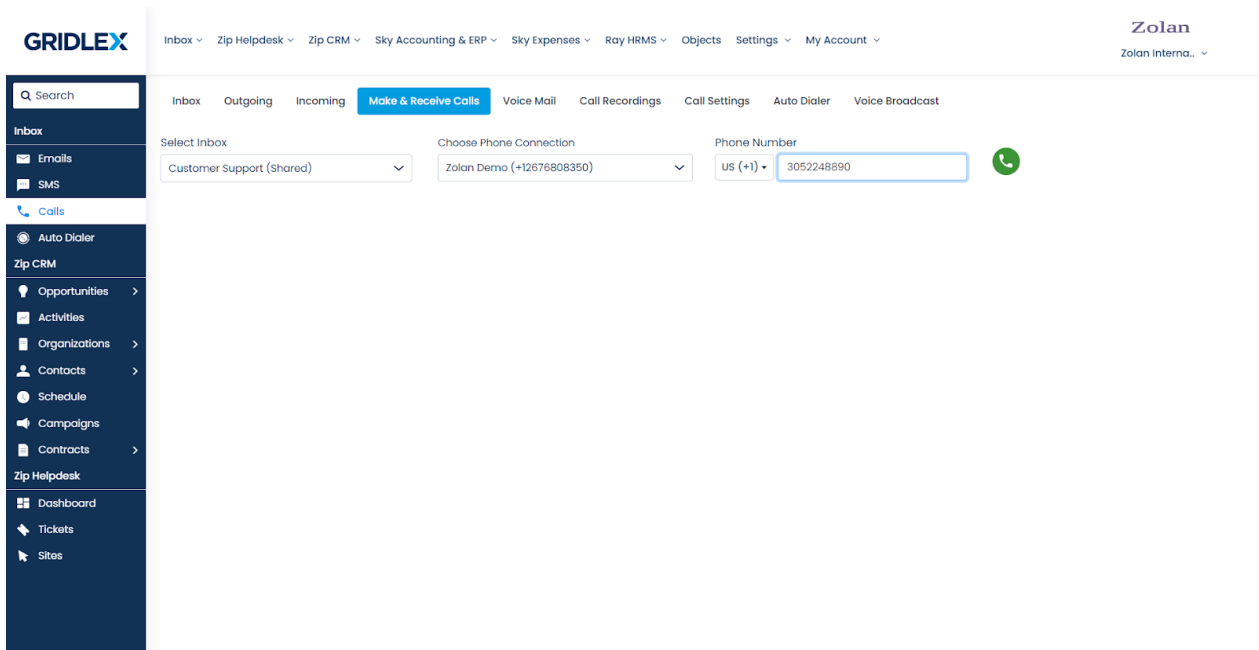 GRIDLEX
Inbox Zip Helpdesk Zip CRM Sky Accounting & ERP Sky Expenses Ray HRMS Objects Settings My Account
Zolan
Zolan Interna..
Search
Inbox
Emails
SMS
Calls
Auto Dialer
Zip CRM
Opportunities
Activities
Organizations
Contacts
Schedule
Campaigns
Contracts
Zip Helpdesk
Dashboard
Tickets
Sites
Inbox Outgoing Incoming Make & Receive Calls Voice Mail Call Recordings Call Settings Auto Dialer Voice Broadcast
Select Inbox Choose Phone Connection Phone Number
Customer Support (Shared) Zolan Demo (+12676808350) US (+1) 3052248890